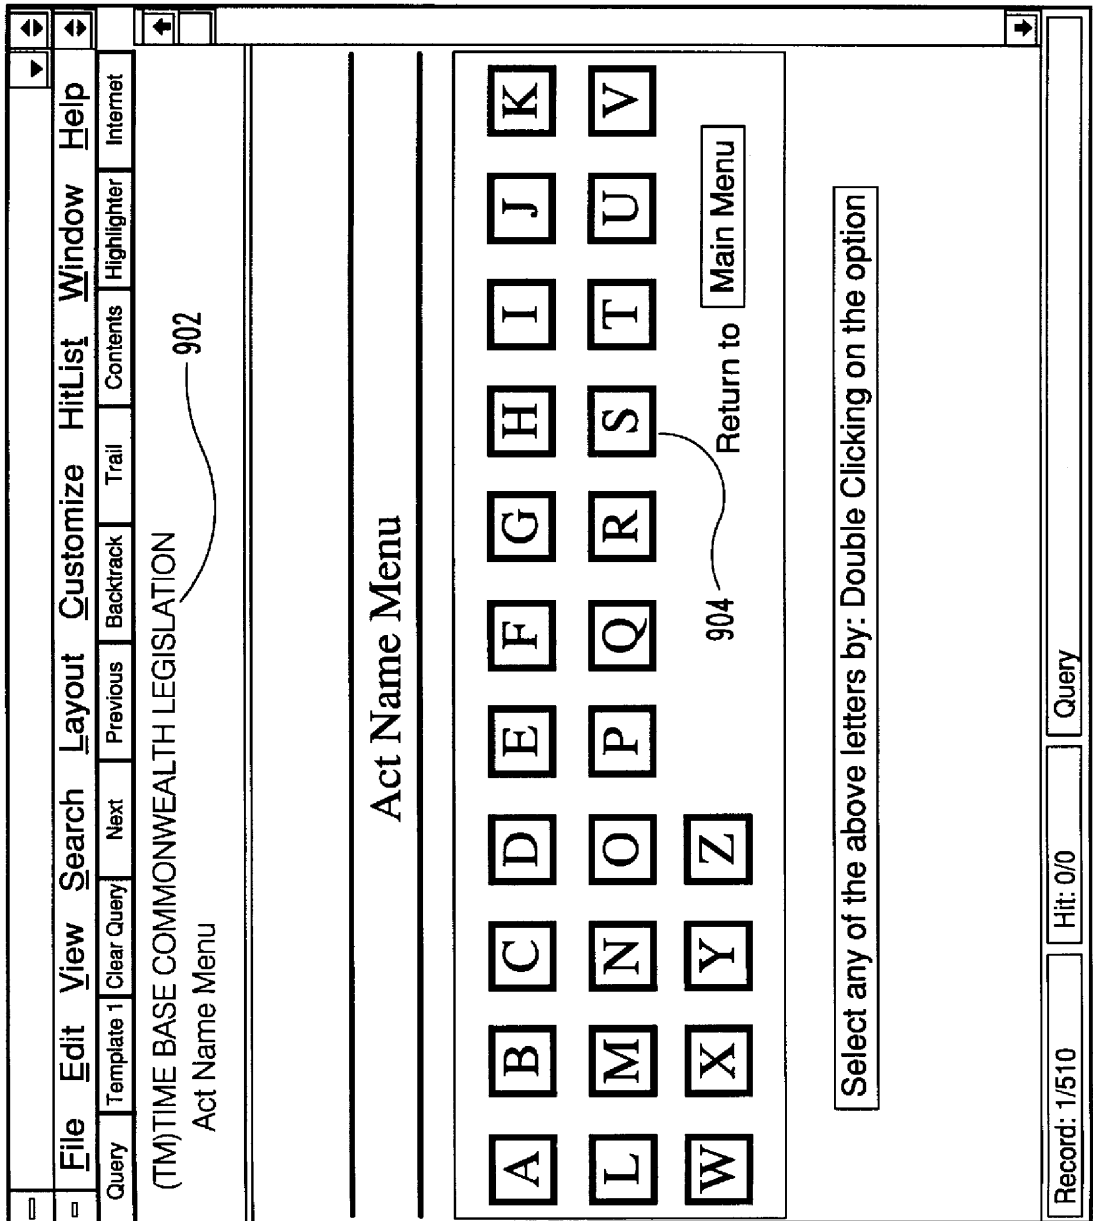 File Edit View Search Layout Customize HitList Window Help
Query Template 1 Clear Query Next Previous Backtrack Trail Contents Highlighter Internet
(TM)TIME BASE COMMONWEALTH LEGISLATION
902
Act Name Menu
Act Name Menu
A B C D E F G H I J K
L M N O P Q R S T U V
W X Y Z
904
Return to Main Menu
Select any of the above letters by: Double Clicking on the option
Record: 1/510 Hit: 0/0 Query